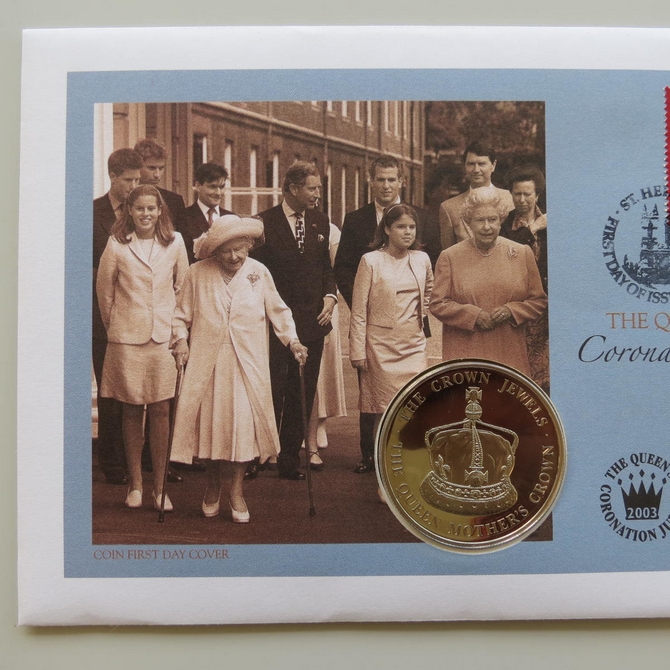 COIN FIRST DAY COVER
THE CROWN JEWELS
THE QUEEN MOTHER'S CROWN
ST. HE
FIRST DAY OF ISS
THE Q
Corona
THE QUEEN
2003
CORONATION JU